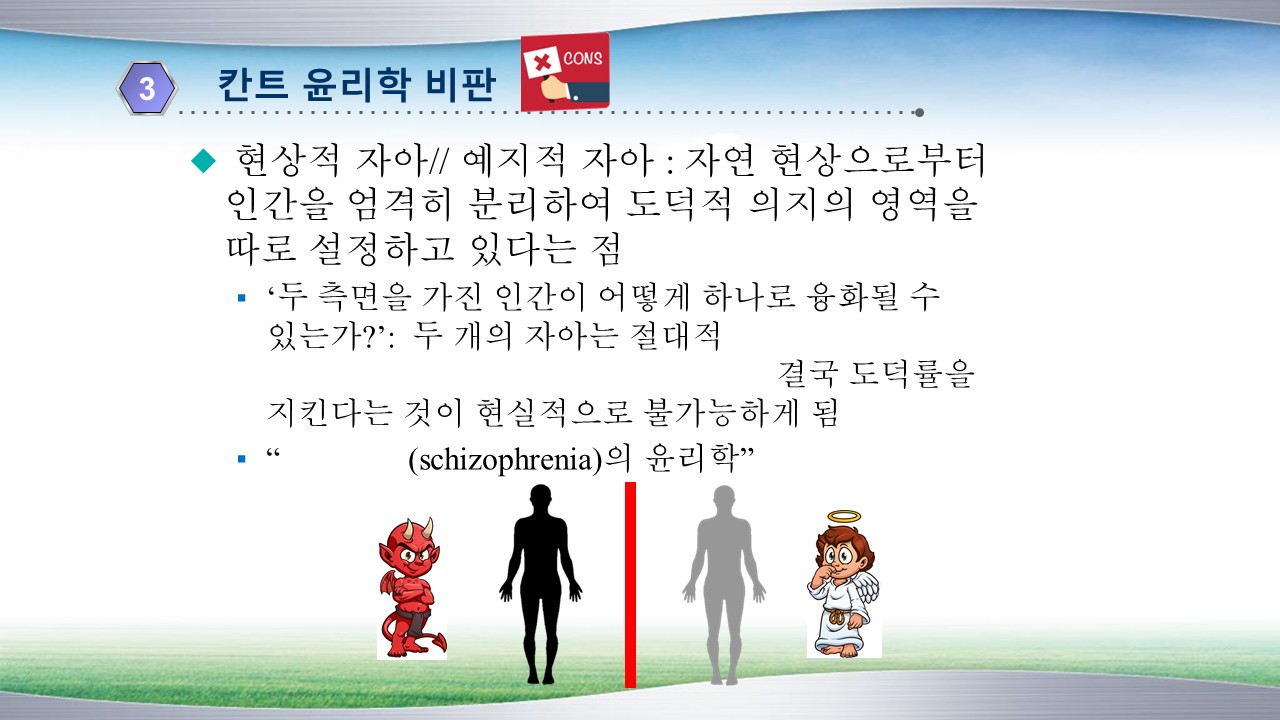 3
칸트 윤리학 비판
CONS
현상적 자아// 예지적 자아 : 자연 현상으로부터
인간을 엄격히 분리하여 도덕적 의지의 영역을
따로 설정하고 있다는 점
‘두 측면을 가진 인간이 어떻게 하나로 융화될 수
있는가?’: 두 개의 자아는 절대적
결국 도덕률을
지킨다는 것이 현실적으로 불가능하게 됨
“ (schizophrenia)의 윤리학”